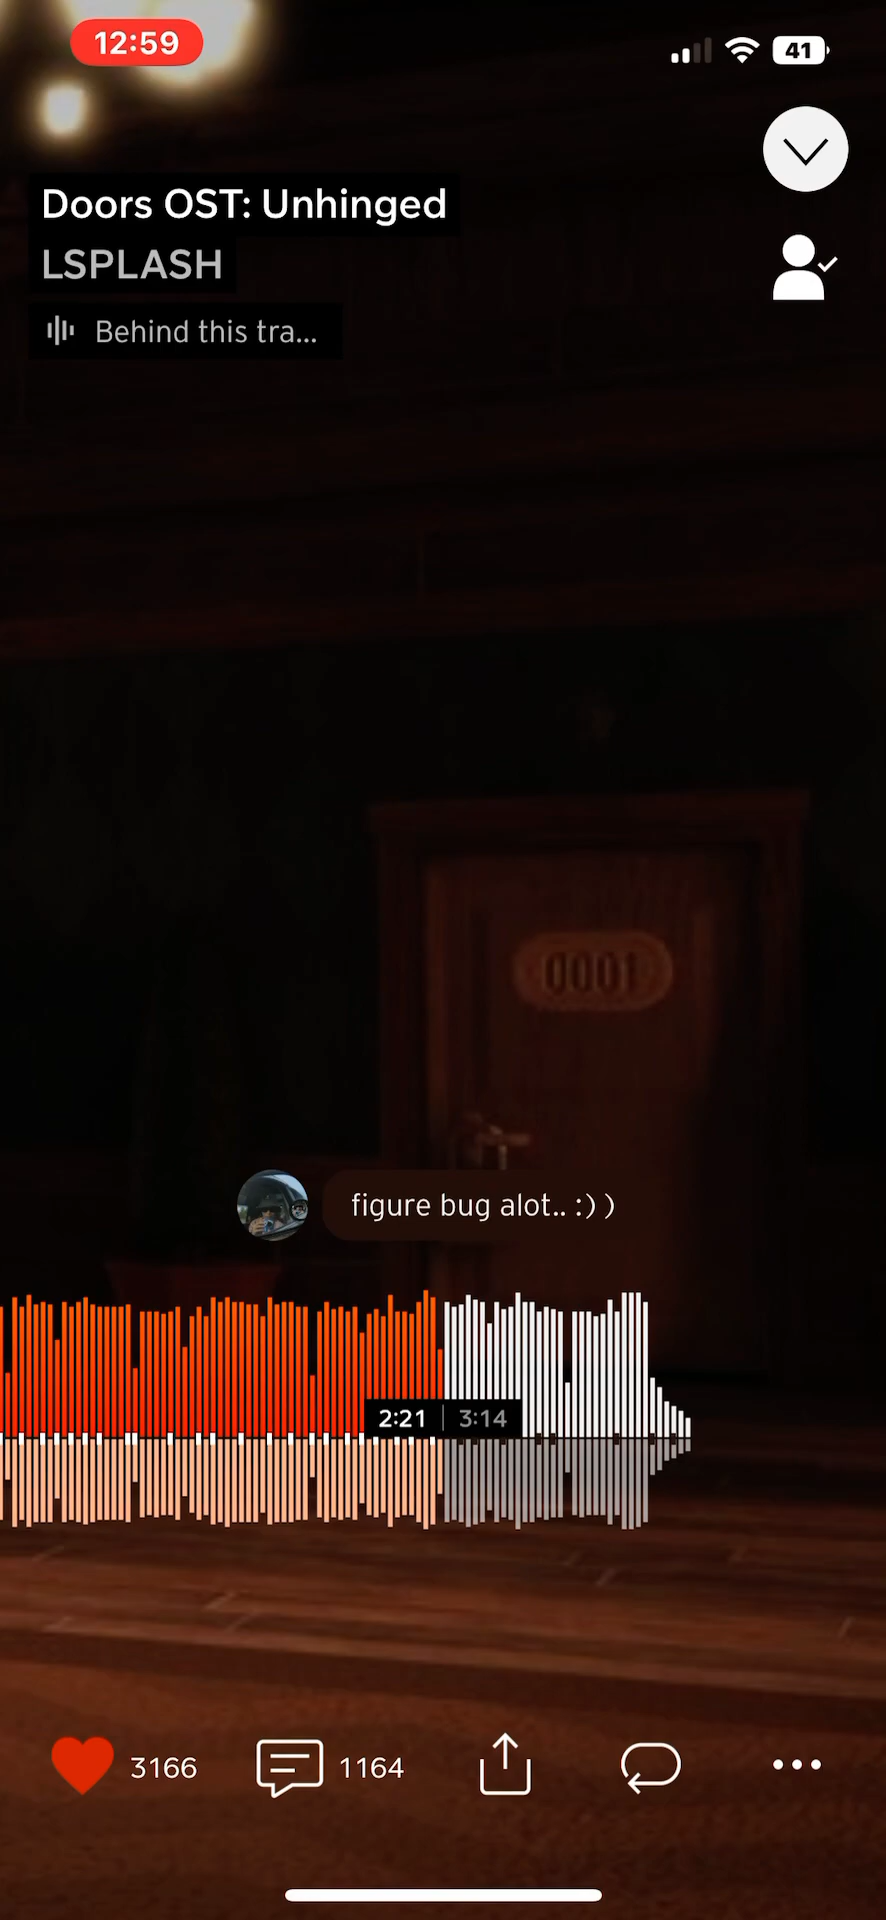 12:59
41
Doors OST: Unhinged
LSPLASH
Behind this tra...
0001
figure bug alot.. :) )
2:21 | 3:14
3166
1164